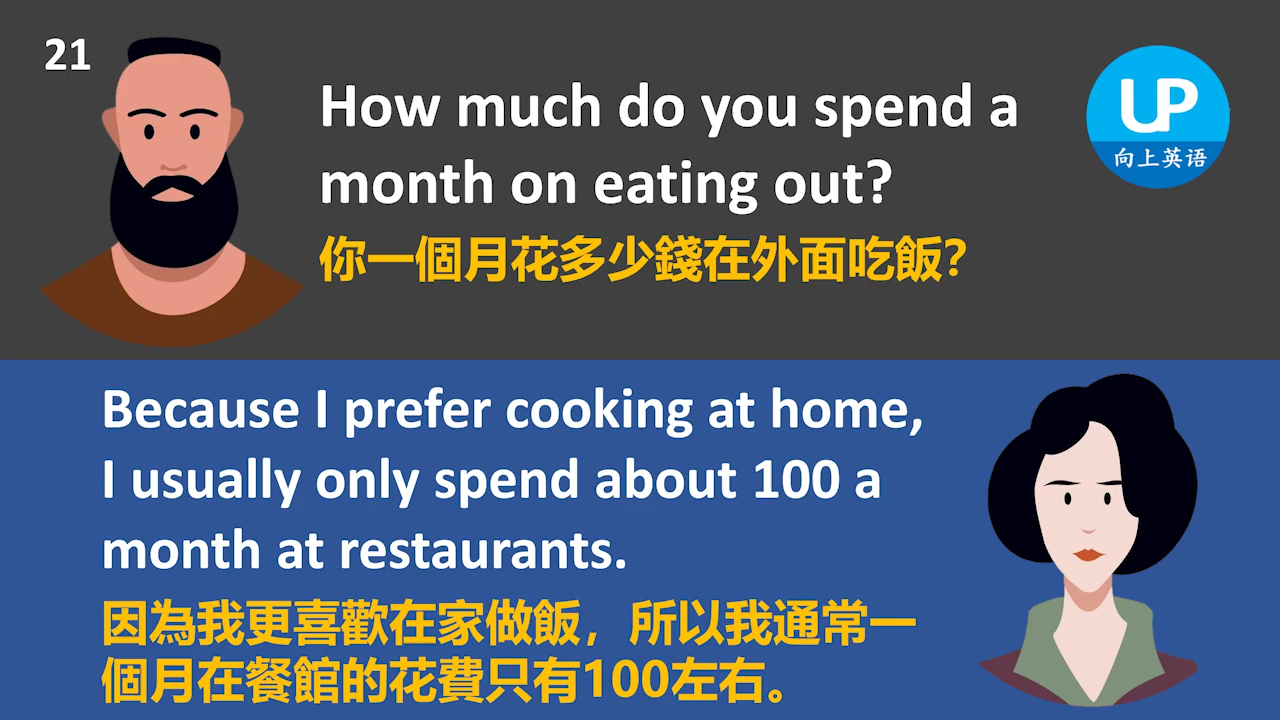 21
How much do you spend a
month on eating out?
你一個月花多少錢在外面吃飯?
UP
向上英语
Because I prefer cooking at home,
I usually only spend about 100 a
month at restaurants.
因為我更喜歡在家做飯，所以我通常一
個月在餐館的花費只有100左右。